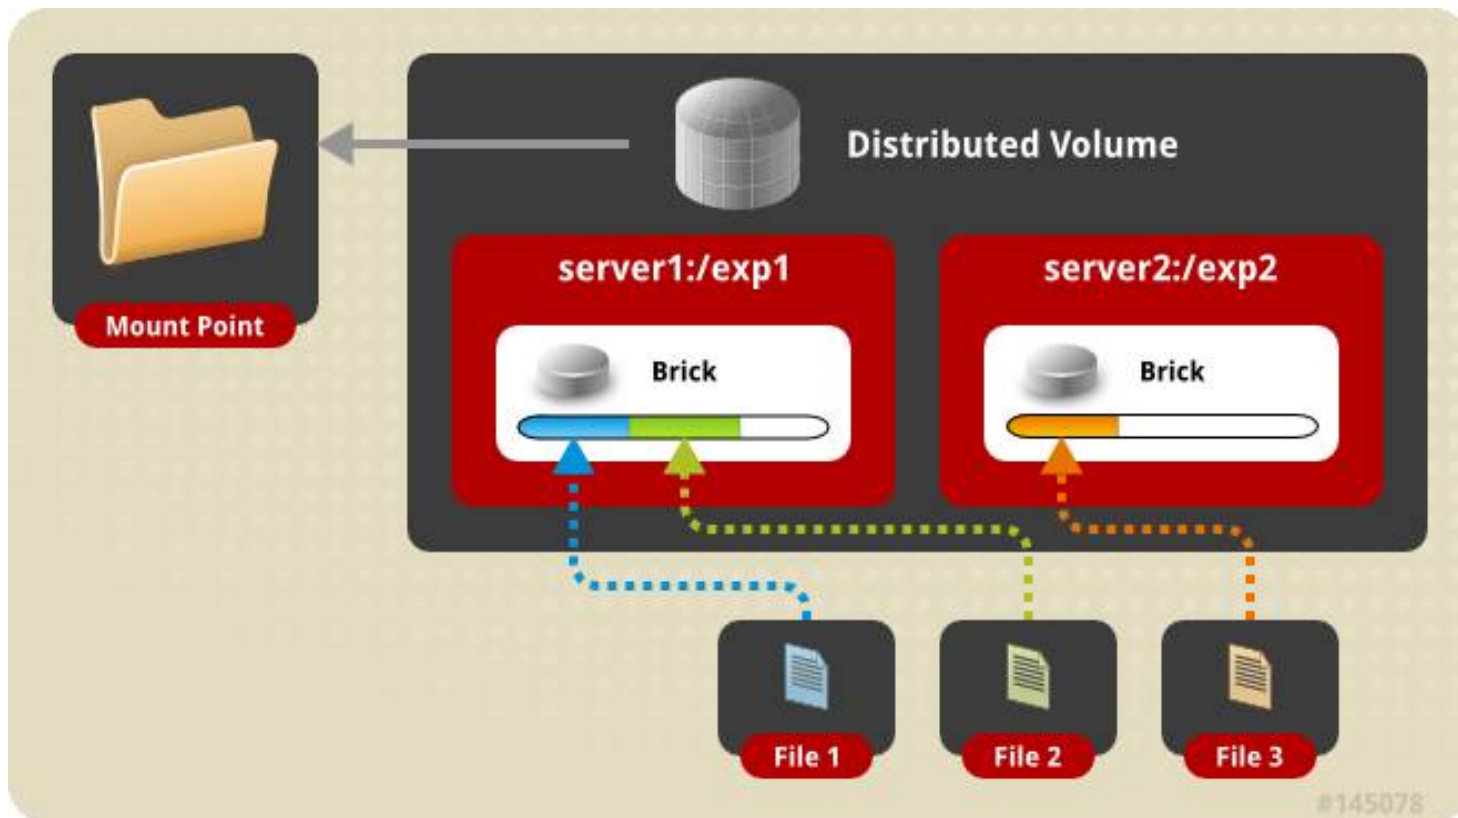 Distributed Volume
Mount Point
server1:/exp1
server2:/exp2
Brick
Brick
File 1
File 2
File 3
#145078